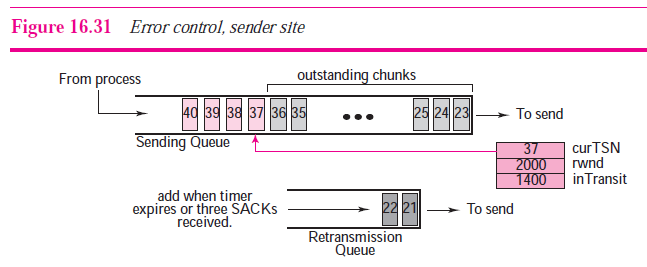 Figure 16.31 Error control, sender site
From process
outstanding chunks
40 39 38 37 36 35 ••• 25 24 23
To send
Sending Queue
37 curTSN
2000 rwnd
1400 inTransit
add when timer
expires or three SACKs
received.
22 21
To send
Retransmission
Queue